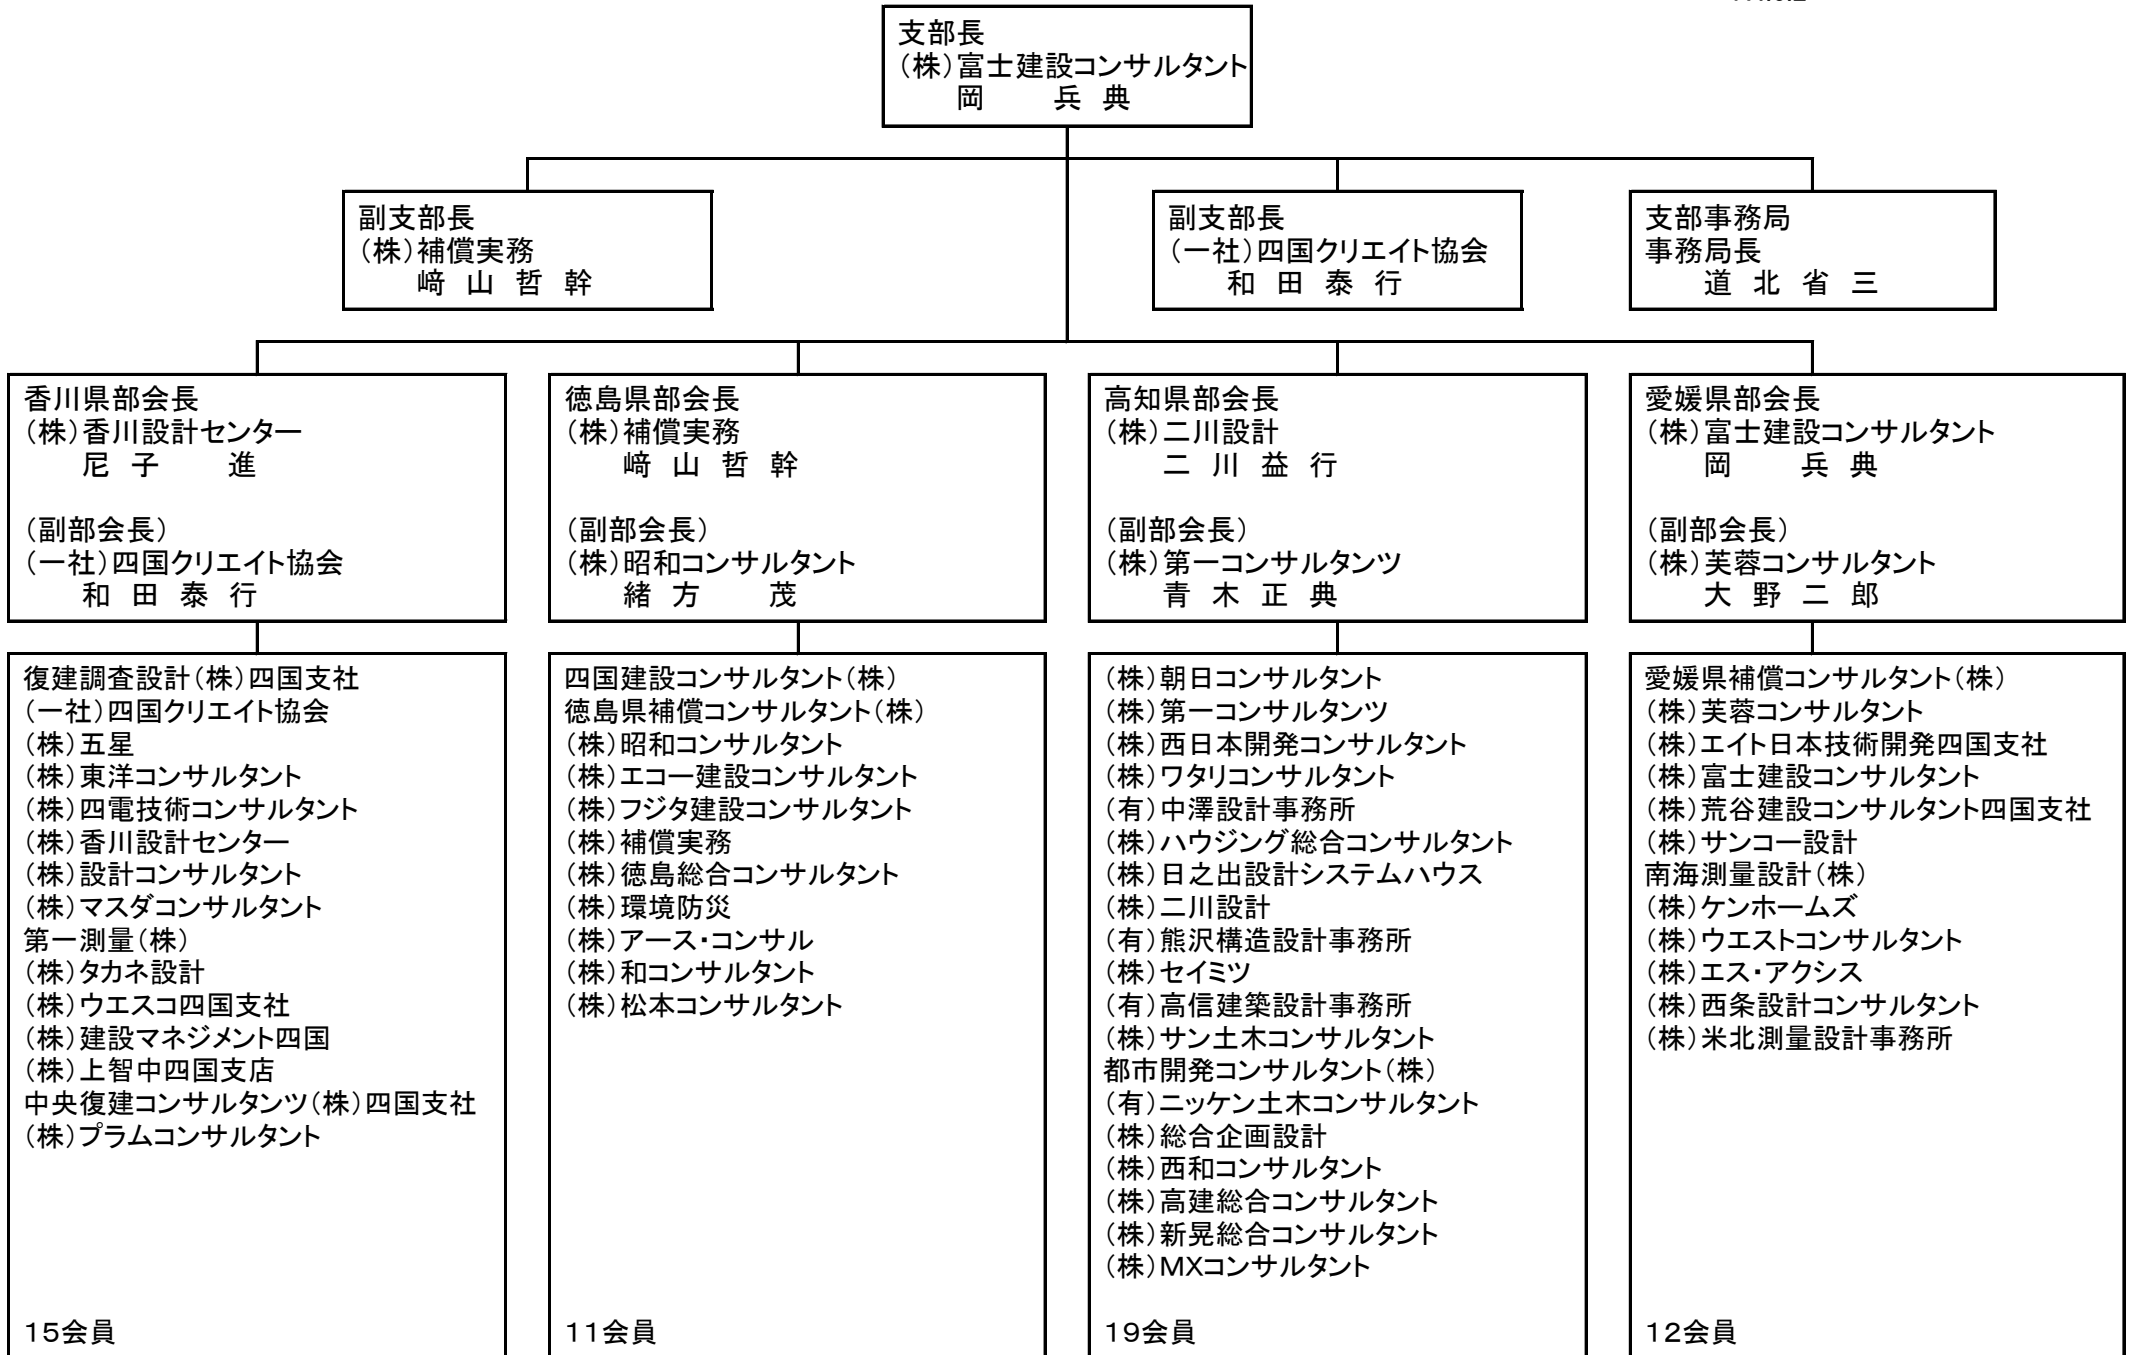 支部長
(株)富士建設コンサルタント
岡　兵典
副支部長
(株)補償実務
﨑山哲幹
副支部長
(一社)四国クリエイト協会
和田泰行
支部事務局
事務局長
道北省三
香川県部会長
(株)香川設計センター
尼子　進
(副部会長)
(一社)四国クリエイト協会
和田泰行
徳島県部会長
(株)補償実務
﨑山哲幹
(副部会長)
(株)昭和コンサルタント
緒方　茂
高知県部会長
(株)二川設計
二川益行
(副部会長)
(株)第一コンサルタンツ
青木正典
愛媛県部会長
(株)富士建設コンサルタント
岡　兵典
(副部会長)
(株)芙蓉コンサルタント
大野二郎
復建調査設計(株)四国支社
(一社)四国クリエイト協会
(株)五星
(株)東洋コンサルタント
(株)四電技術コンサルタント
(株)香川設計センター
(株)設計コンサルタント
(株)マスダコンサルタント
第一測量(株)
(株)タカネ設計
(株)ウエスコ四国支社
(株)建設マネジメント四国
(株)上智中四国支店
中央復建コンサルタンツ(株)四国支社
(株)プラムコンサルタント
15会員
四国建設コンサルタント(株)
徳島県補償コンサルタント(株)
(株)昭和コンサルタント
(株)エコー建設コンサルタント
(株)フジタ建設コンサルタント
(株)補償実務
(株)徳島総合コンサルタント
(株)環境防災
(株)アース・コンサル
(株)和コンサルタント
(株)松本コンサルタント
11会員
(株)朝日コンサルタント
(株)第一コンサルタンツ
(株)西日本開発コンサルタント
(株)ワタリコンサルタント
(有)中澤設計事務所
(株)ハウジング総合コンサルタント
(株)日之出設計システムハウス
(株)二川設計
(有)熊沢構造設計事務所
(株)セイミツ
(有)高信建築設計事務所
(株)サン土木コンサルタント
都市開発コンサルタント(株)
(有)ニッケン土木コンサルタント
(株)総合企画設計
(株)西和コンサルタント
(株)高建総合コンサルタント
(株)新晃総合コンサルタント
(株)MXコンサルタント
19会員
愛媛県補償コンサルタント(株)
(株)芙蓉コンサルタント
(株)エイト日本技術開発四国支社
(株)富士建設コンサルタント
(株)荒谷建設コンサルタント四国支社
(株)サンコー設計
南海測量設計(株)
(株)ケンホームズ
(株)ウエストコンサルタント
(株)エス・アクシス
(株)西条設計コンサルタント
(株)米北測量設計事務所
12会員